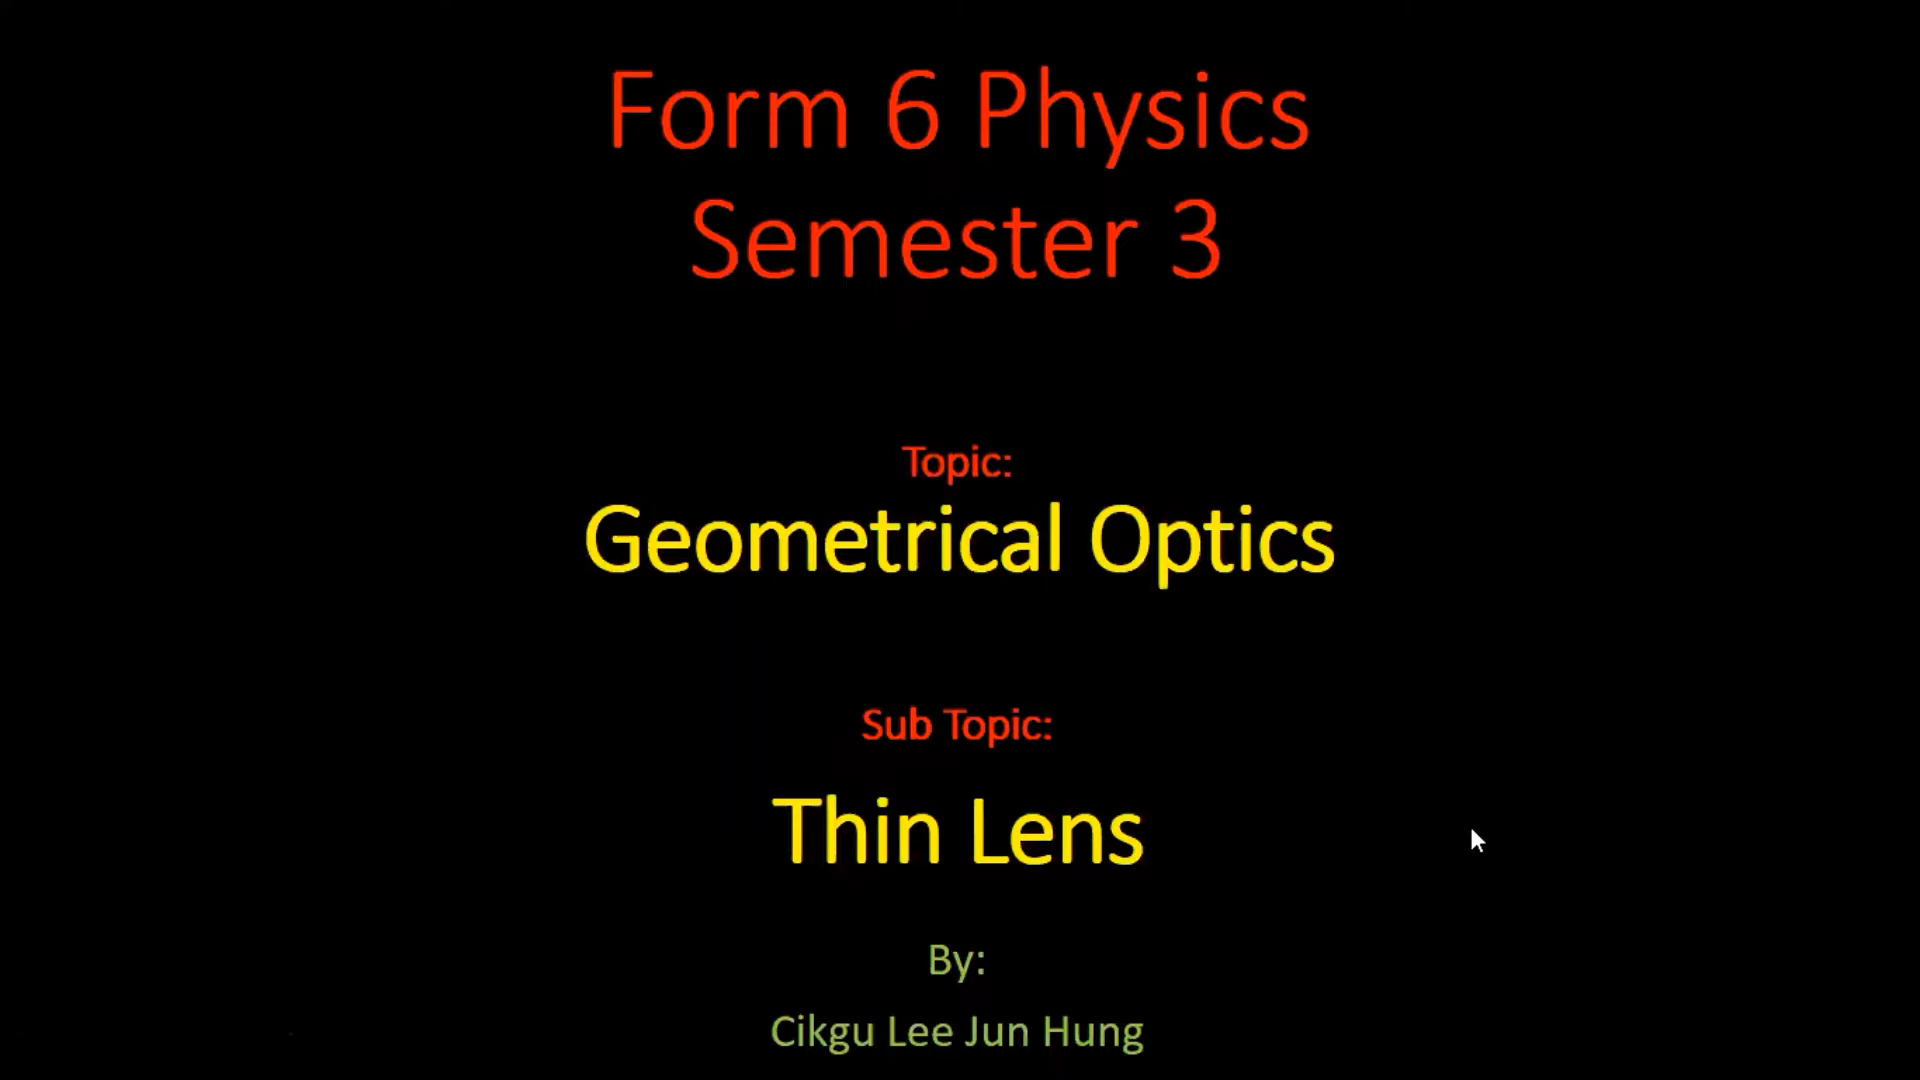 Form 6 Physics
Semester 3
Topic:
Geometrical Optics
Sub Topic:
Thin Lens
By:
Cikgu Lee Jun Hung